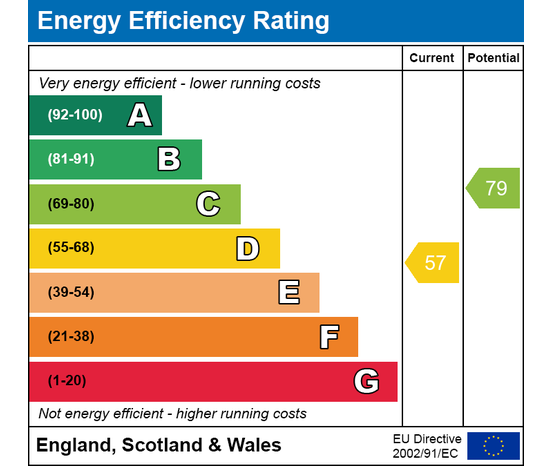 Energy Efficiency Rating
Current Potential
Very energy efficient - lower running costs
(92-100) A
(81-91) B
(69-80) C
79
(55-68) D
57
(39-54) E
(21-38) F
(1-20) G
Not energy efficient - higher running costs
England, Scotland & Wales
EU Directive
2002/91/EC